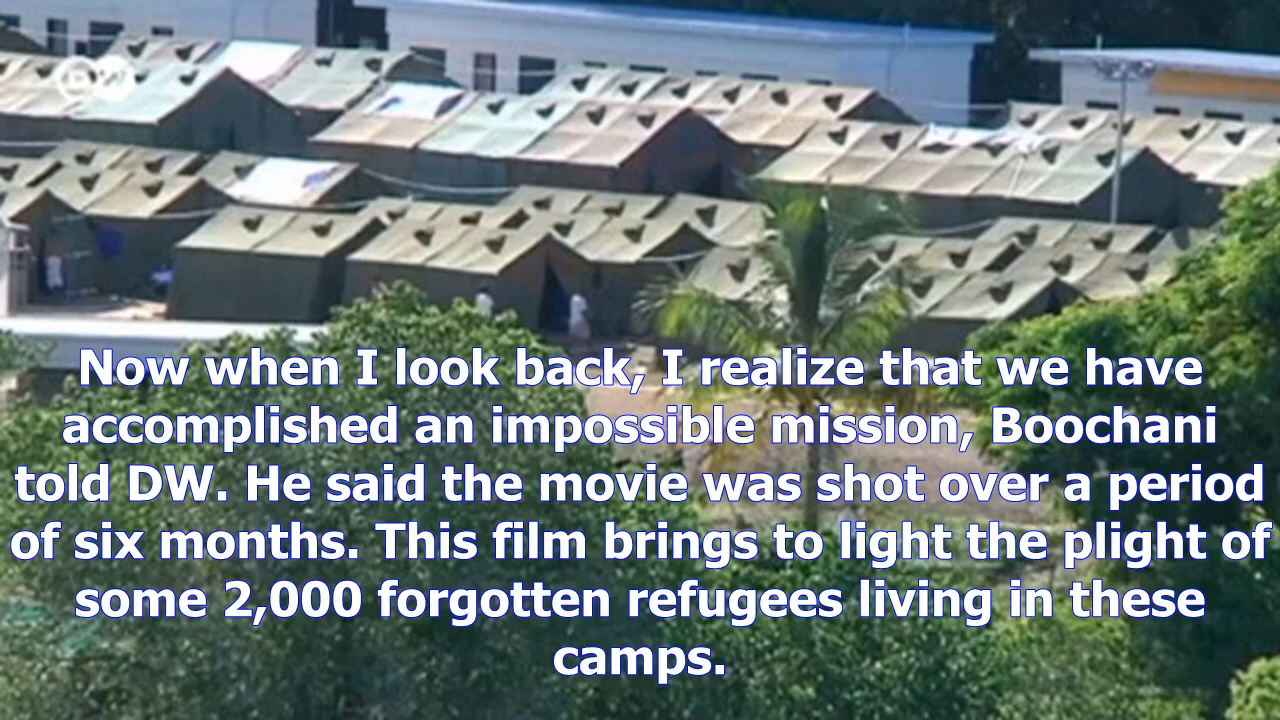 DW
Now when I look back, I realize that we have
accomplished an impossible mission, Boochani
told DW. He said the movie was shot over a period
of six months. This film brings to light the plight of
some 2,000 forgotten refugees living in these
camps.